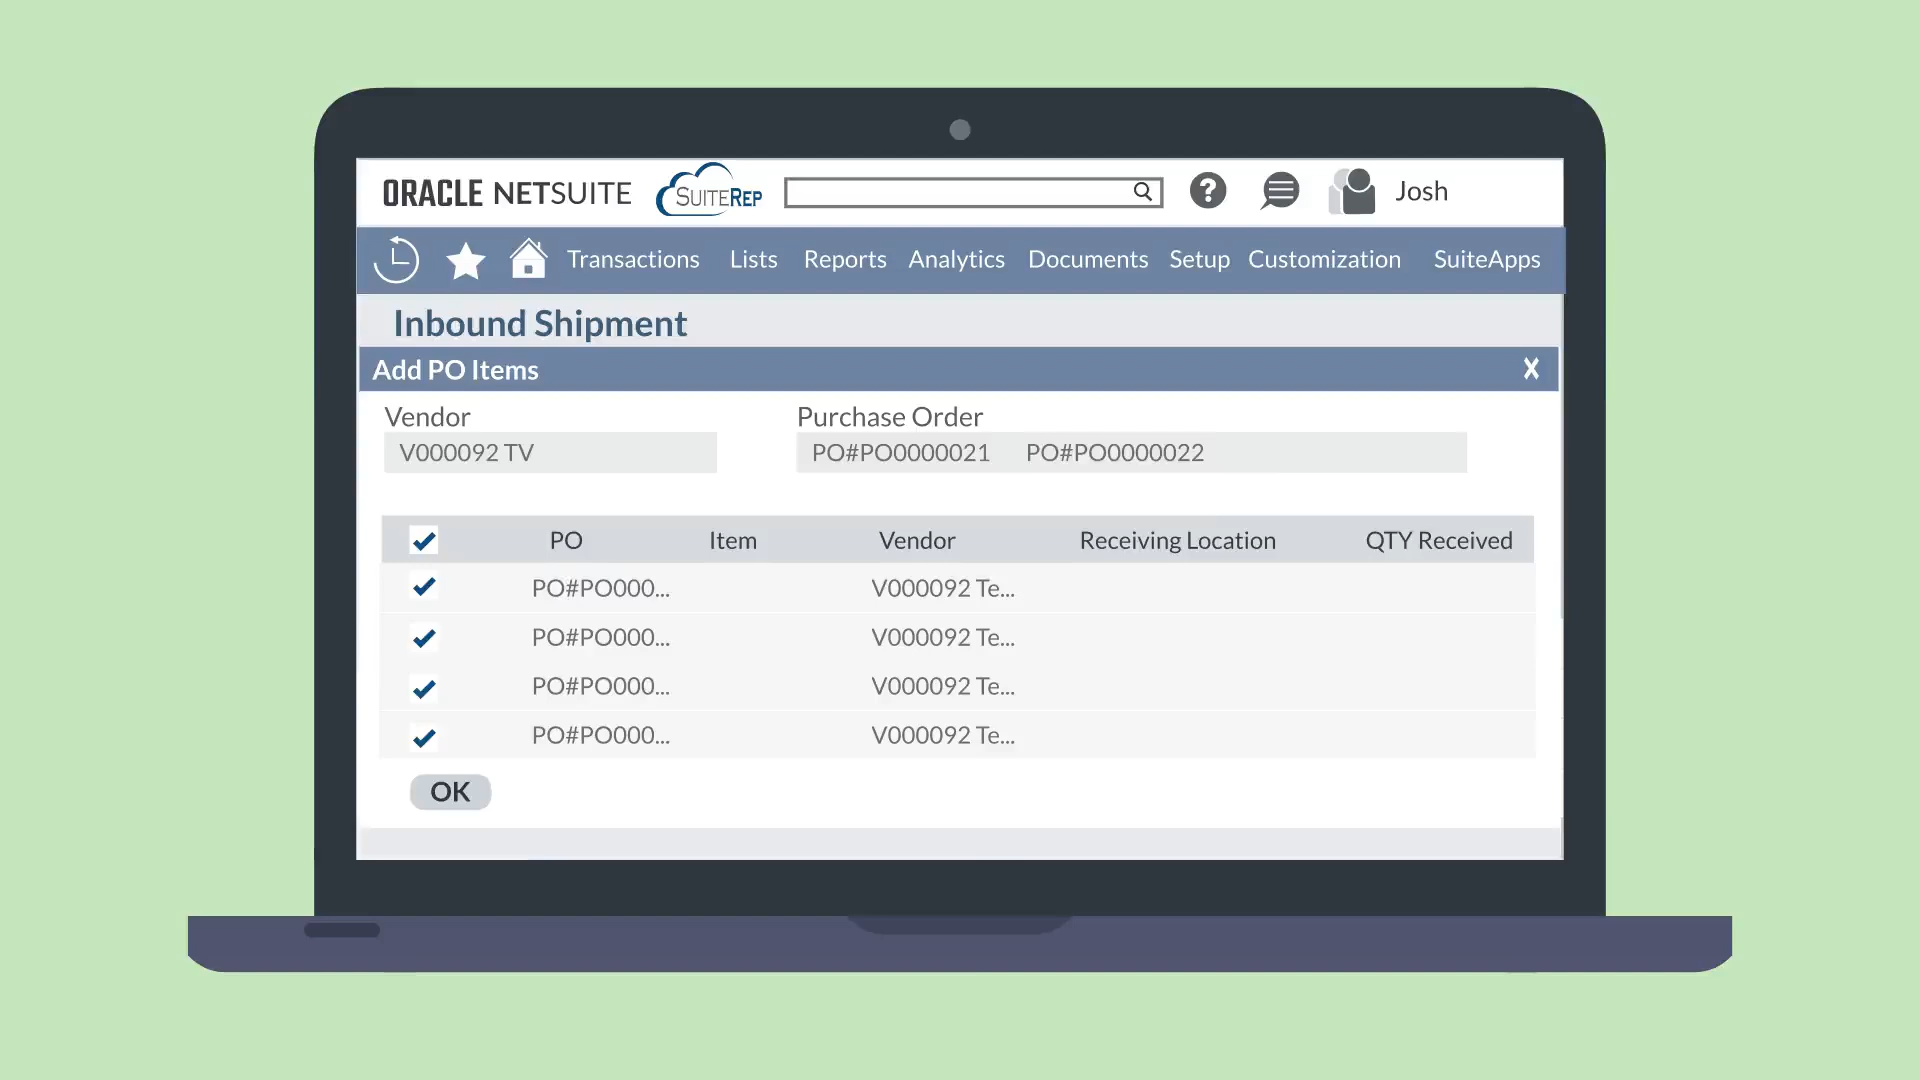 ORACLE NETSUITE SUITEREP Josh
Transactions Lists Reports Analytics Documents Setup Customization SuiteApps
Inbound Shipment
Add PO Items X
Vendor Purchase Order
V000092 TV PO#PO0000021 PO#PO0000022
PO Item Vendor Receiving Location QTY Received
PO#PO000... V000092 Te...
PO#PO000... V000092 Te...
PO#PO000... V000092 Te...
PO#PO000... V000092 Te...
OK